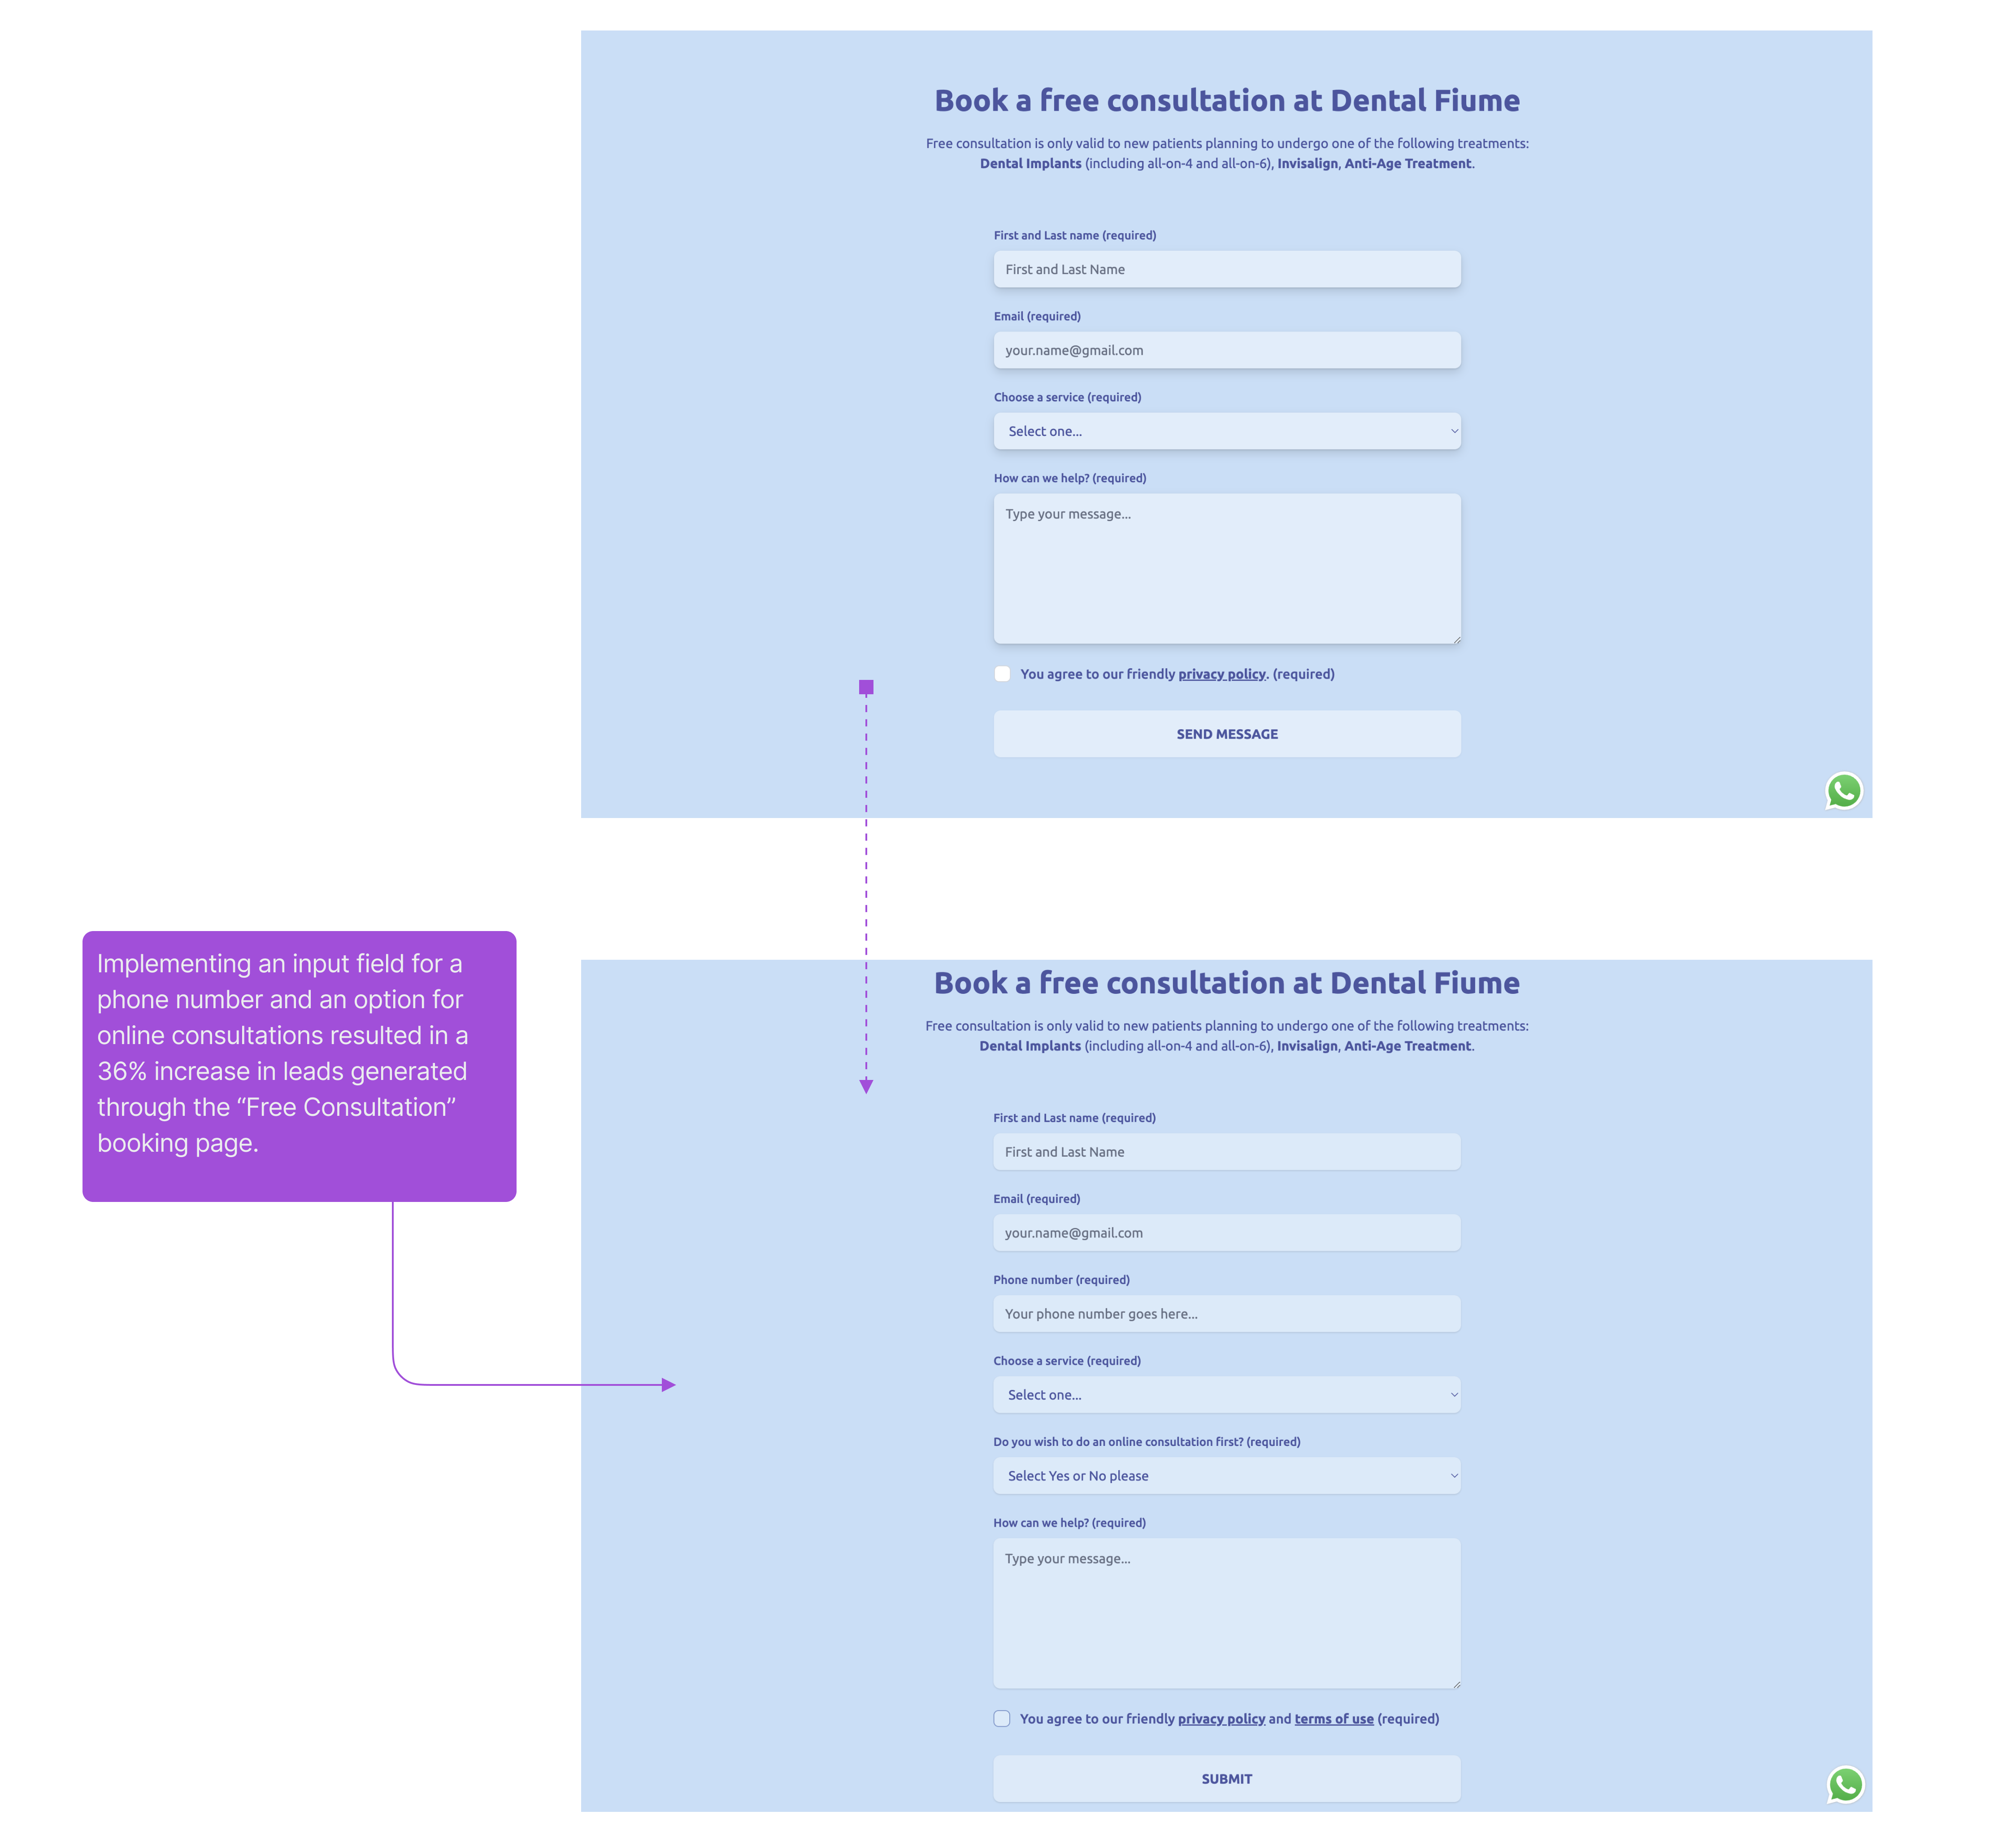 Book a free consultation at Dental Fiume
Free consultation is only valid to new patients planning to undergo one of the following treatments:
Dental Implants (including all-on-4 and all-on-6), Invisalign, Anti-Age Treatment.
First and Last name (required)
First and Last Name
Email (required)
your.name@gmail.com
Choose a service (required)
Select one...
How can we help? (required)
Type your message...
You agree to our friendly privacy policy. (required)
SEND MESSAGE
Implementing an input field for a
phone number and an option for
online consultations resulted in a
36% increase in leads generated
through the “Free Consultation”
booking page.
Book a free consultation at Dental Fiume
Free consultation is only valid to new patients planning to undergo one of the following treatments:
Dental Implants (including all-on-4 and all-on-6), Invisalign, Anti-Age Treatment.
First and Last name (required)
First and Last Name
Email (required)
your.name@gmail.com
Phone number (required)
Your phone number goes here...
Choose a service (required)
Select one...
Do you wish to do an online consultation first? (required)
Select Yes or No please
How can we help? (required)
Type your message...
You agree to our friendly privacy policy and terms of use (required)
SUBMIT